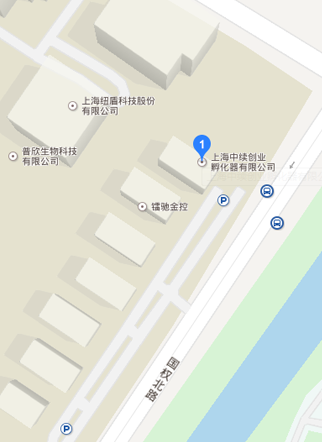 上海纽盾科技股份
有限公司
1
普欣生物科技
有限公司
上海中续创业
孵化器有限公司
P
镭驰金控
国权北路
P